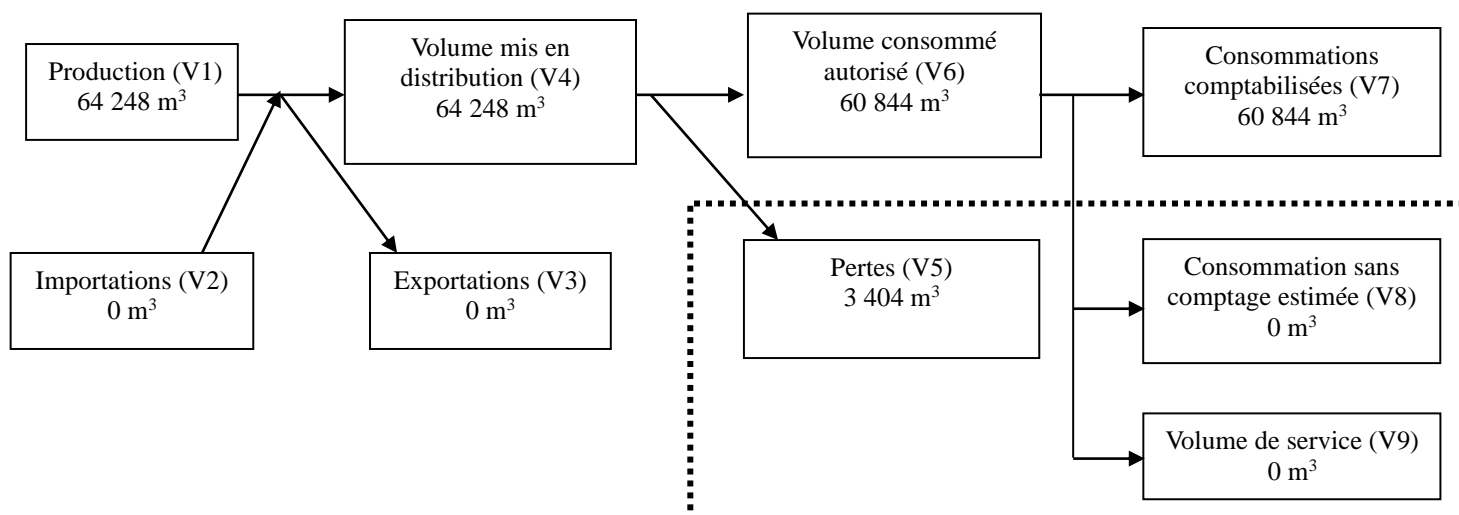 Production (V1)
64 248 m³
Volume mis en
distribution (V4)
64 248 m³
Volume consommé
autorisé (V6)
60 844 m³
Consommations
comptabilisées (V7)
60 844 m³
Importations (V2)
0 m³
Exportations (V3)
0 m³
Pertes (V5)
3 404 m³
Consommation sans
comptage estimée (V8)
0 m³
Volume de service (V9)
0 m³